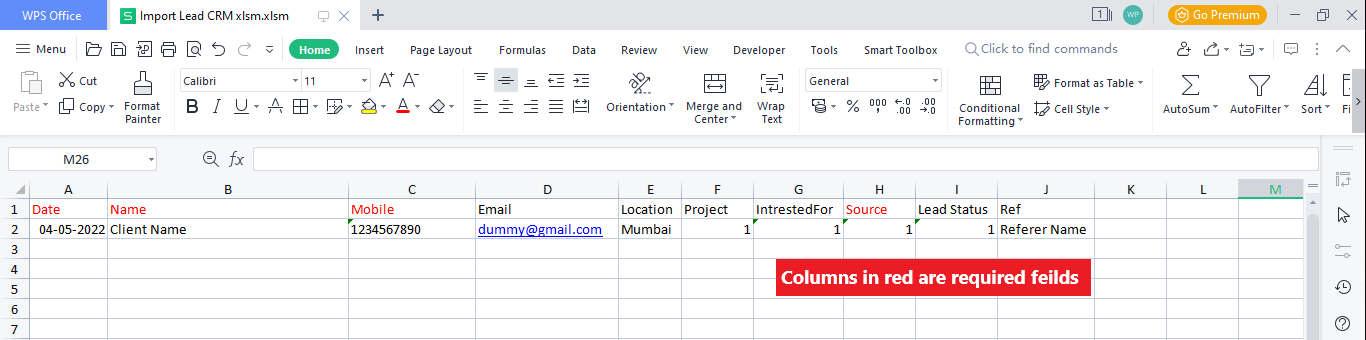 WPS Office Import Lead CRM xlsm.xlsm 1 WP Go Premium
Menu Home Insert Page Layout Formulas Data Review View Developer Tools Smart Toolbox Click to find commands
Paste Cut Copy Format Painter Calibri 11 A+ A- B I U A A Orientation Merge and Center Wrap Text General Conditional Formatting Format as Table Cell Style AutoSum AutoFilter Sort Fi
M26 fx
A B C D E F G H I J K L M
1 Date Name Mobile Email Location Project IntrestedFor Source Lead Status Ref
2 04-05-2022 Client Name 1234567890 dummy@gmail.com Mumbai 1 1 1 1 Referer Name
3
4 Columns in red are required feilds
5
6
7